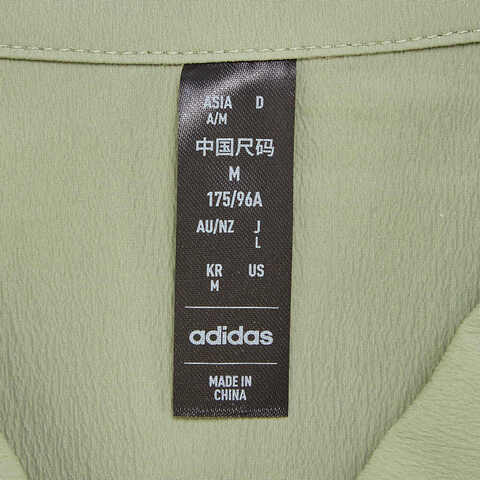 ASIA D
A/M
中国尺码
M
175/96A
AU/NZ J
L
KR US
M
adidas
MADE IN
CHINA